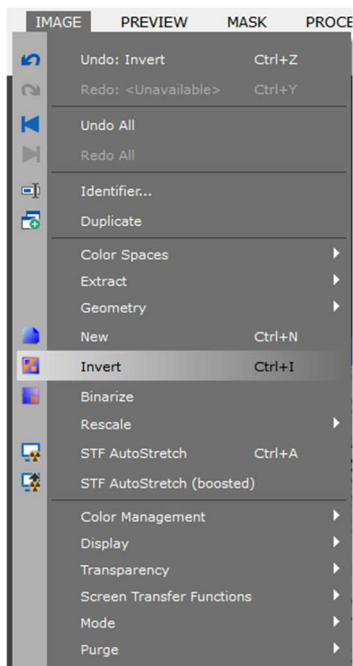 IMAGE PREVIEW MASK PROCE
Undo: Invert Ctrl+Z
Redo: <Unavailable> Ctrl+Y
Undo All
Redo All
Identifier...
Duplicate
Color Spaces
Extract
Geometry
New Ctrl+N
Invert Ctrl+I
Binarize
Rescale
STF AutoStretch Ctrl+A
STF AutoStretch (boosted)
Color Management
Display
Transparency
Screen Transfer Functions
Mode
Purge